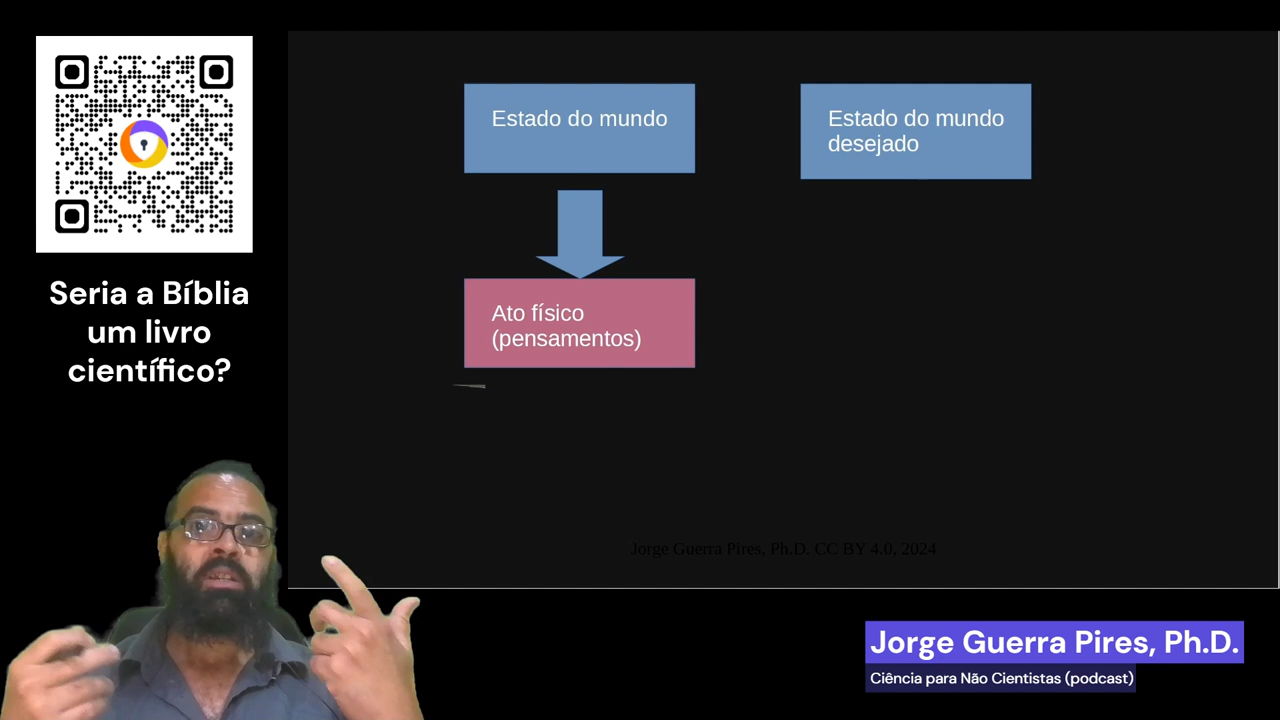 Seria a Bíblia
um livro
científico?
Estado do mundo
Estado do mundo
desejado
Ato físico
(pensamentos)
Jorge Guerra Pires, Ph.D. CC BY 4.0, 2024
Jorge Guerra Pires, Ph.D.
Ciência para Não Cientistas (podcast)